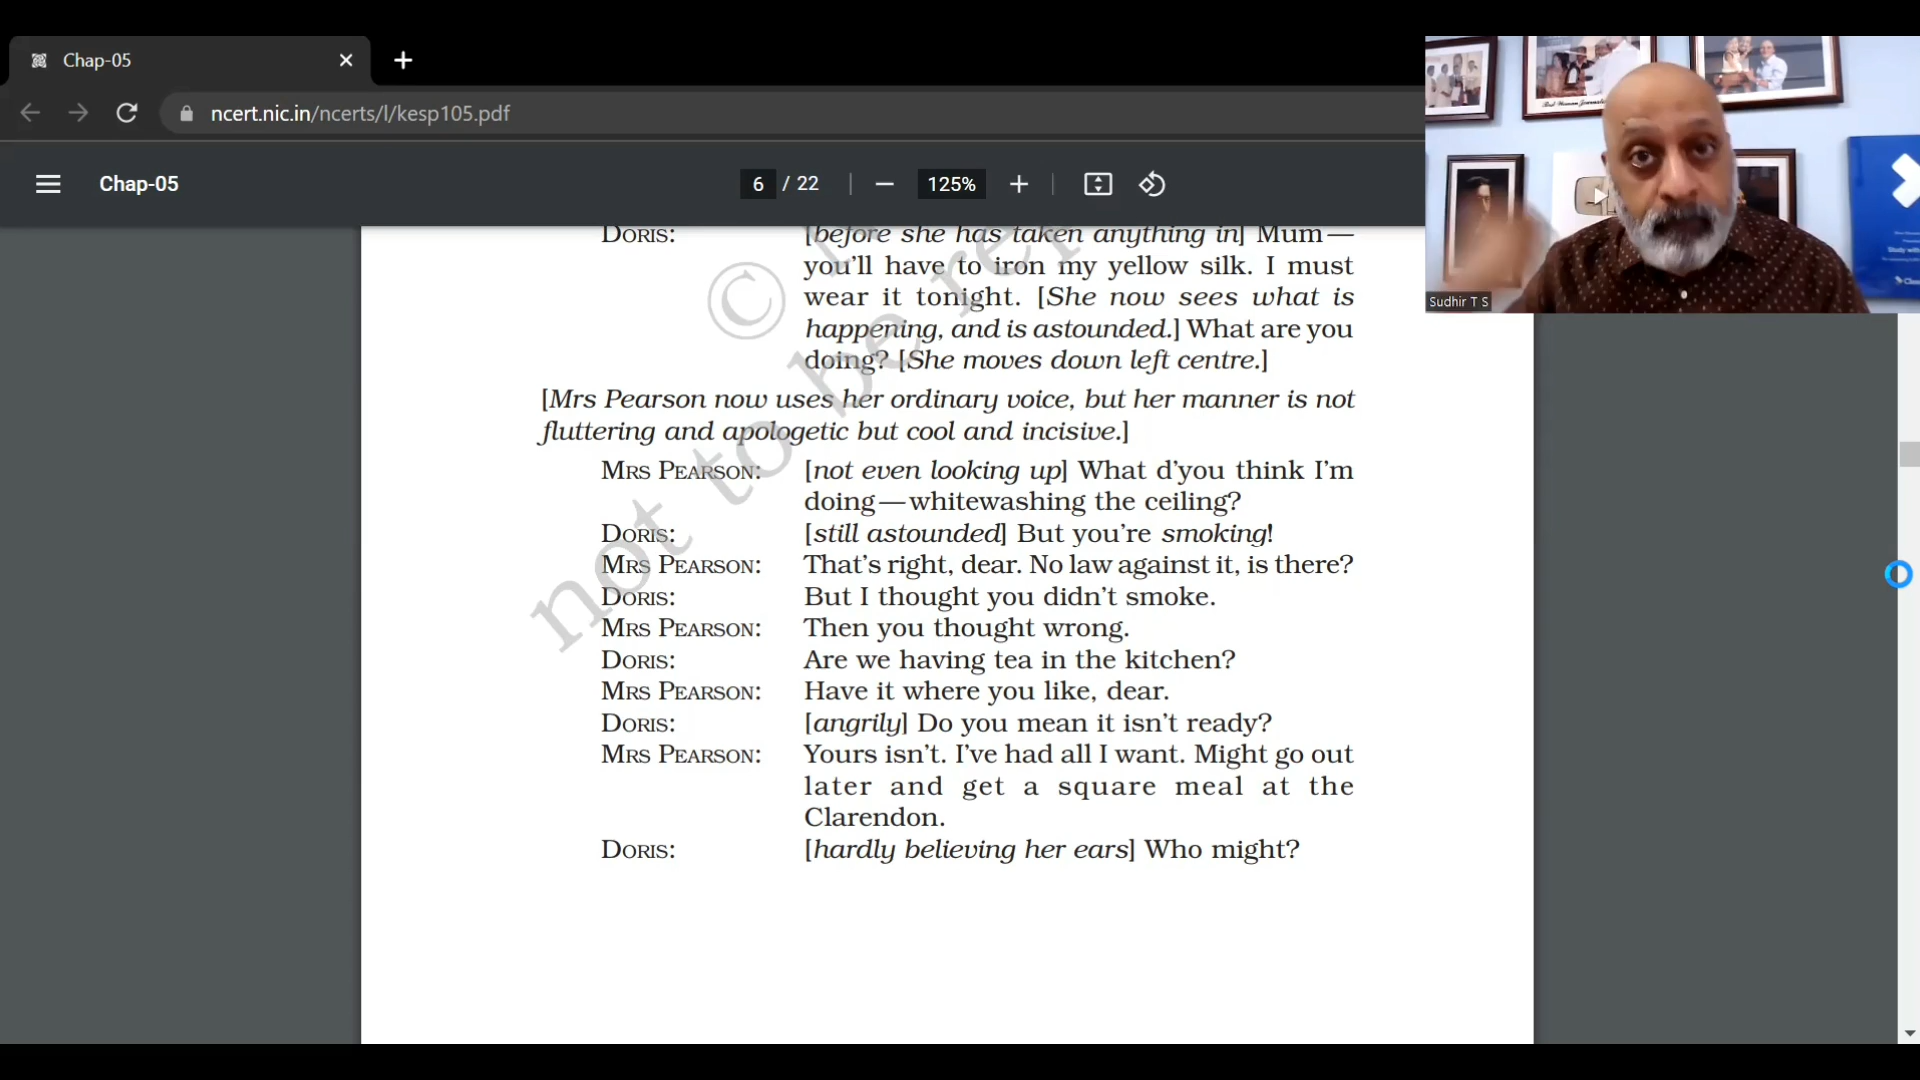 Chap-05
ncert.nic.in/ncerts/l/kesp105.pdf
Chap-05
6 / 22
125%
Sudhir T S
DORIS: [before she has taken anything in] Mum—
you'll have to iron my yellow silk. I must
wear it tonight. [She now sees what is
happening, and is astounded.] What are you
doing? [She moves down left centre.]
[Mrs Pearson now uses her ordinary voice, but her manner is not
fluttering and apologetic but cool and incisive.]
MRS PEARSON: [not even looking up] What d'you think I'm
doing—whitewashing the ceiling?
DORIS: [still astounded] But you're smoking!
MRS PEARSON: That's right, dear. No law against it, is there?
DORIS: But I thought you didn't smoke.
MRS PEARSON: Then you thought wrong.
DORIS: Are we having tea in the kitchen?
MRS PEARSON: Have it where you like, dear.
DORIS: [angrily] Do you mean it isn't ready?
MRS PEARSON: Yours isn't. I've had all I want. Might go out
later and get a square meal at the
Clarendon.
DORIS: [hardly believing her ears] Who might?
©
not to be re